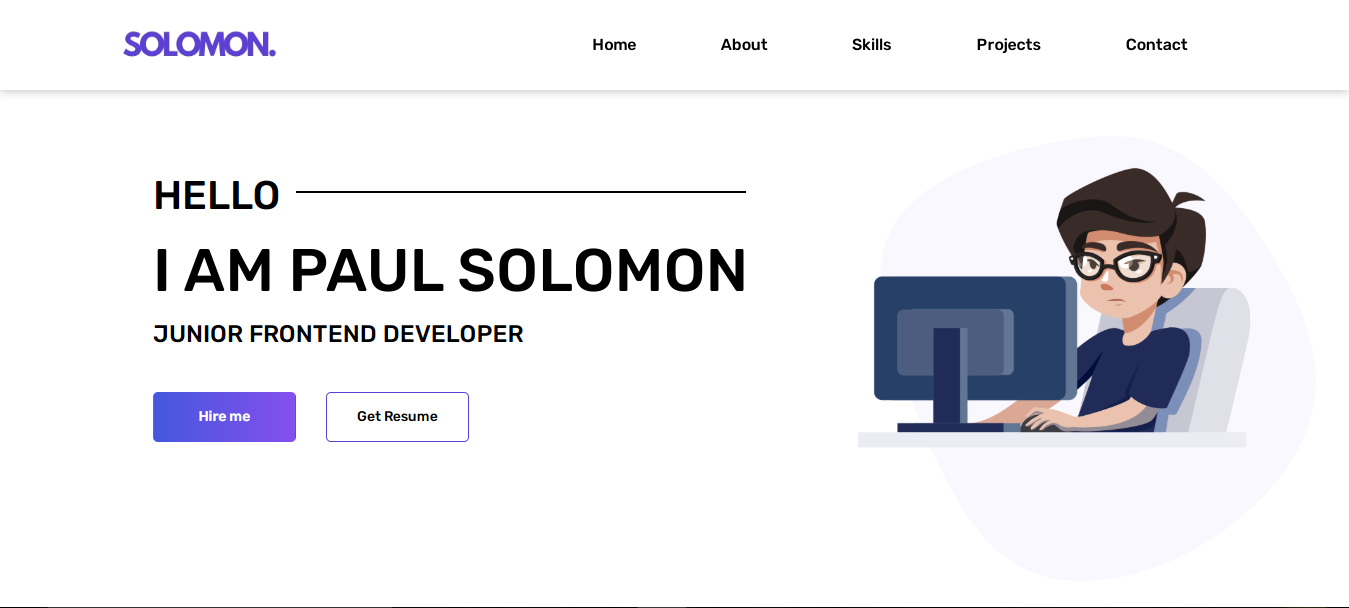 SOLOMON.
Home About Skills Projects Contact
HELLO
I AM PAUL SOLOMON
JUNIOR FRONTEND DEVELOPER
Hire me
Get Resume